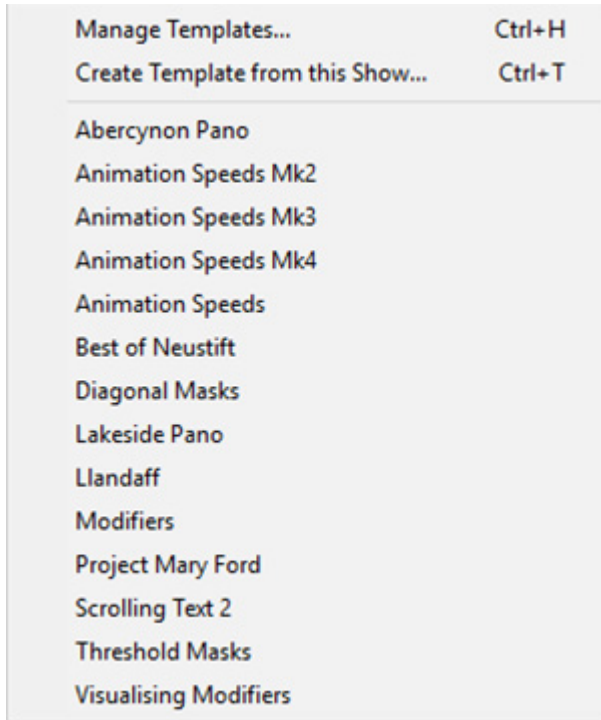 Manage Templates... Ctrl+H
Create Template from this Show... Ctrl+T
Abercynon Pano
Animation Speeds Mk2
Animation Speeds Mk3
Animation Speeds Mk4
Animation Speeds
Best of Neustift
Diagonal Masks
Lakeside Pano
Llandaff
Modifiers
Project Mary Ford
Scrolling Text 2
Threshold Masks
Visualising Modifiers